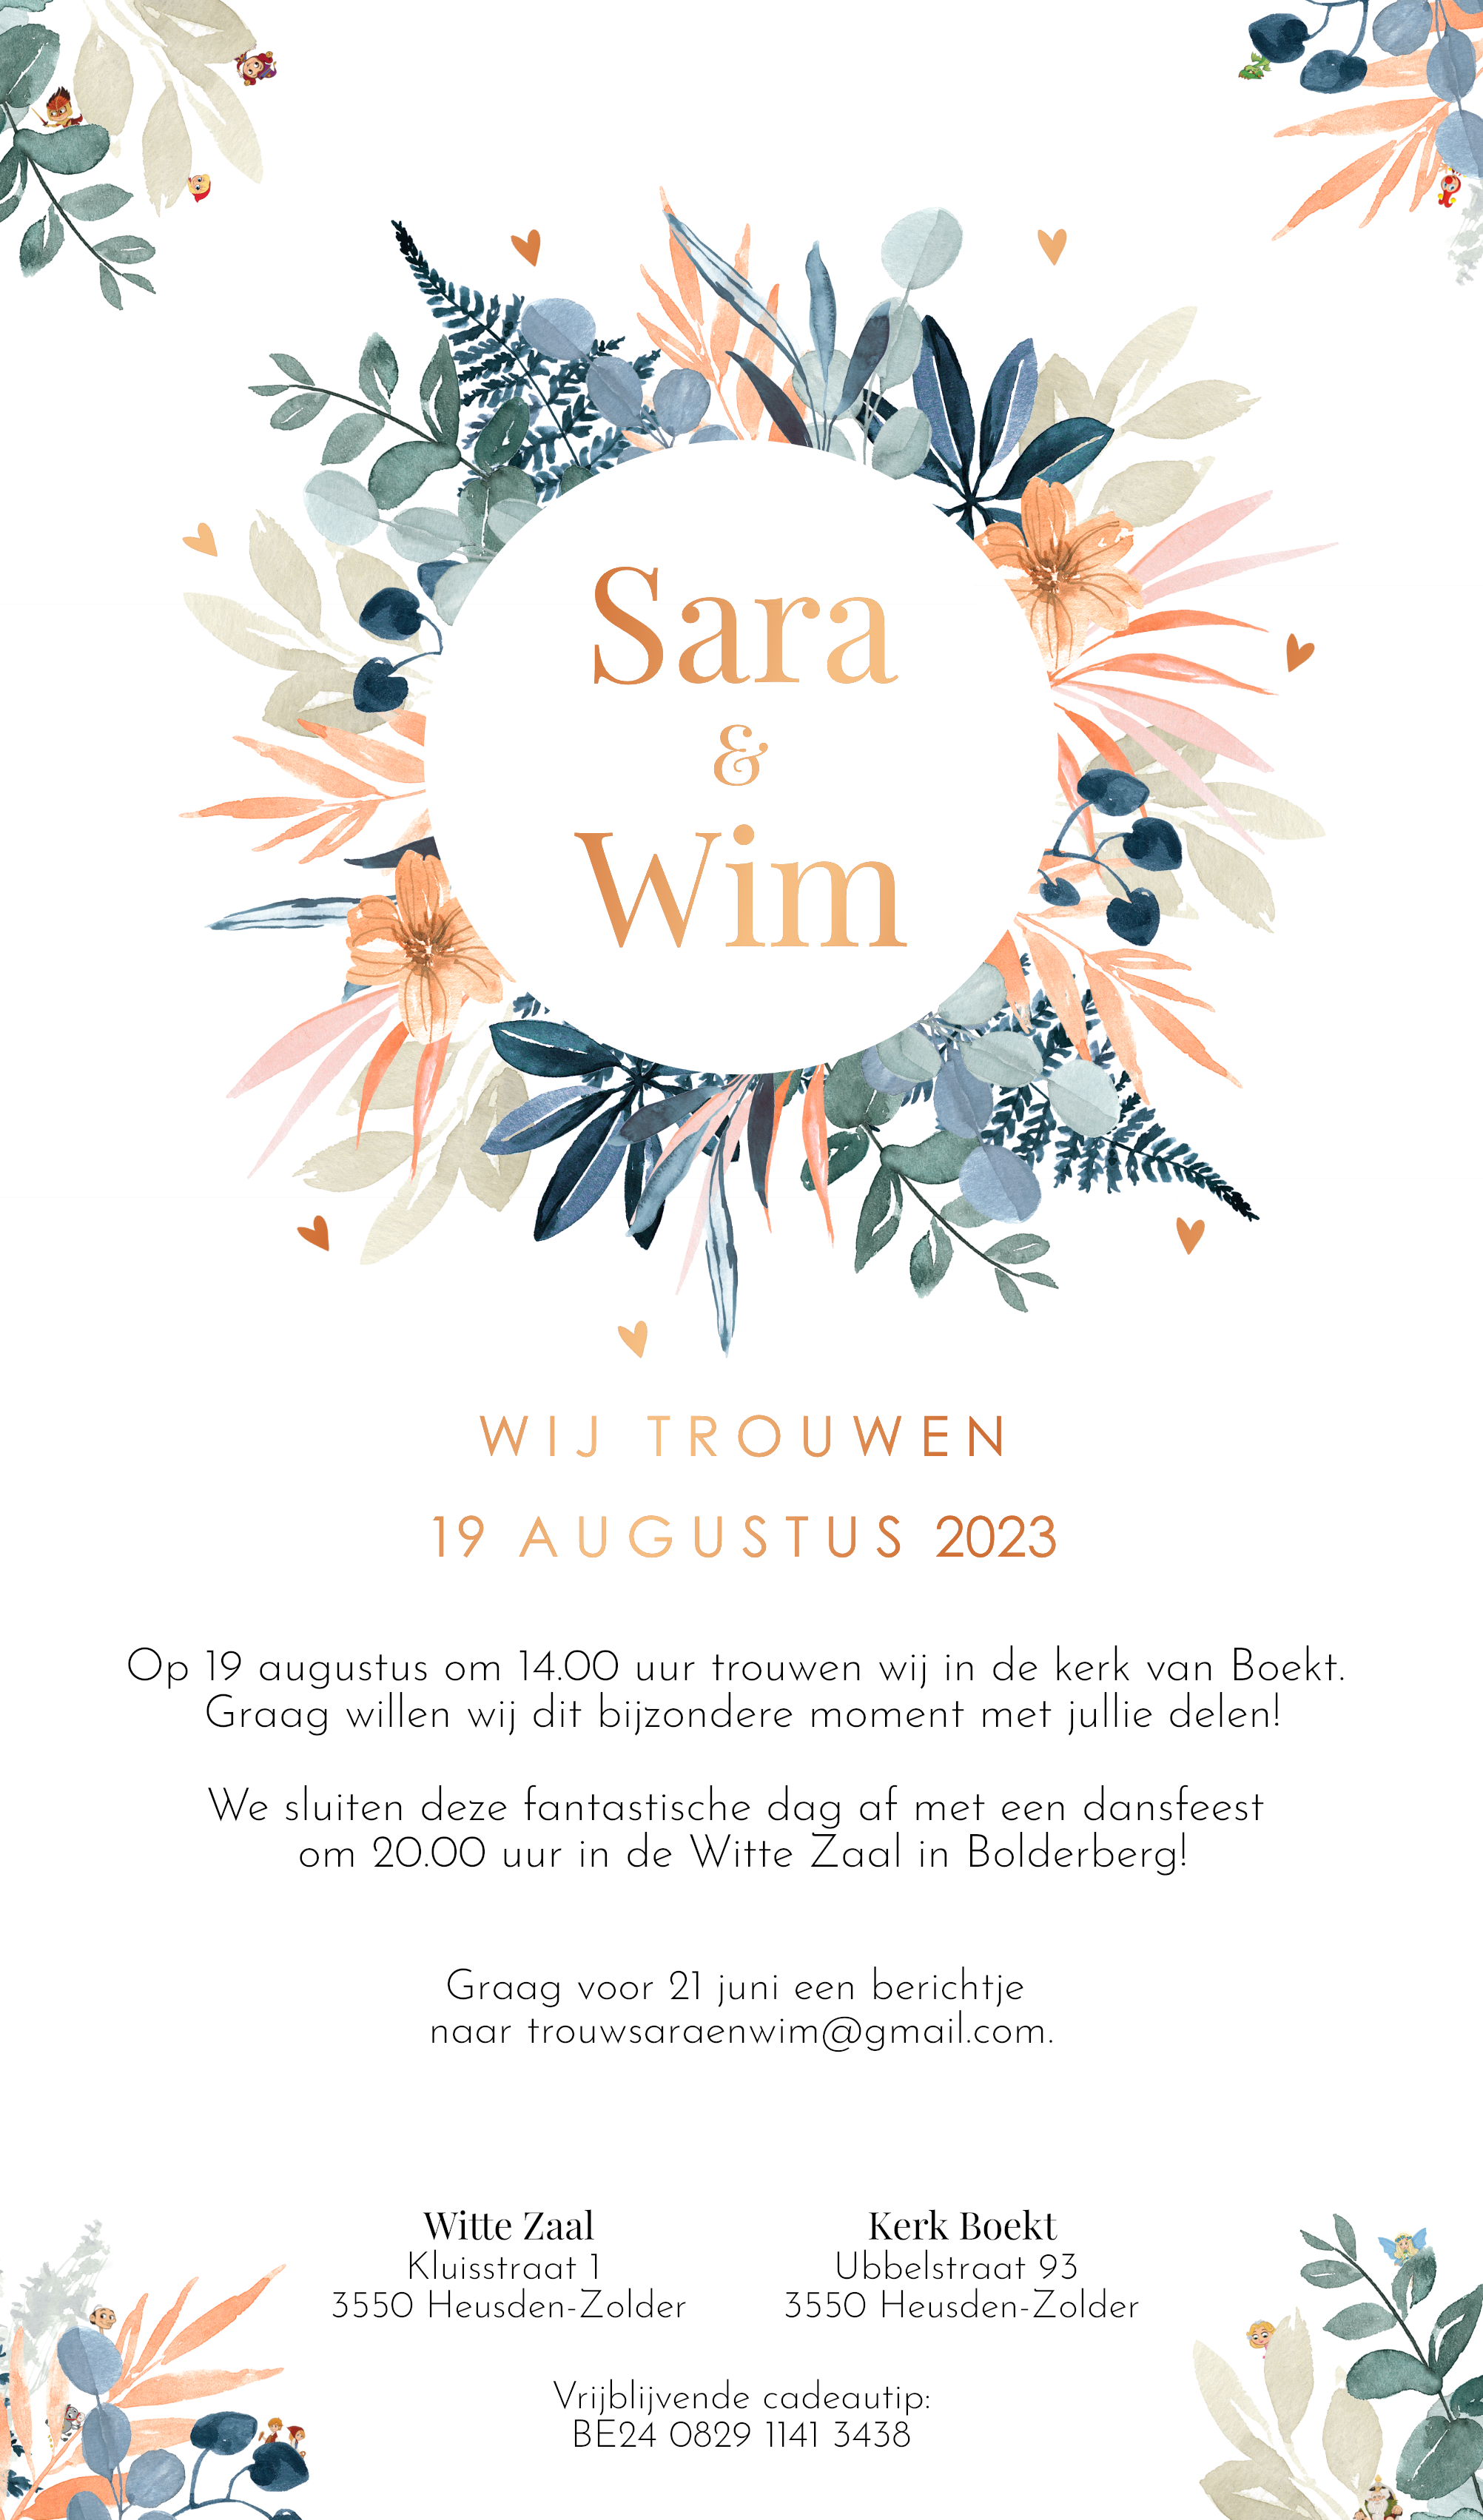 Sara
&
Wim
WIJ TROUWEN
19 AUGUSTUS 2023
Op 19 augustus om 14.00 uur trouwen wij in de kerk van Boekt.
Graag willen wij dit bijzondere moment met jullie delen!
We sluiten deze fantastische dag af met een dansfeest
om 20.00 uur in de Witte Zaal in Bolderberg!
Graag voor 21 juni een berichtje
naar trouwsaraenwim@gmail.com.
Witte Zaal
Kluisstraat 1
3550 Heusden-Zolder
Kerk Boekt
Ubbelstraat 93
3550 Heusden-Zolder
Vrijblijvende cadeautip:
BE24 0829 1141 3438